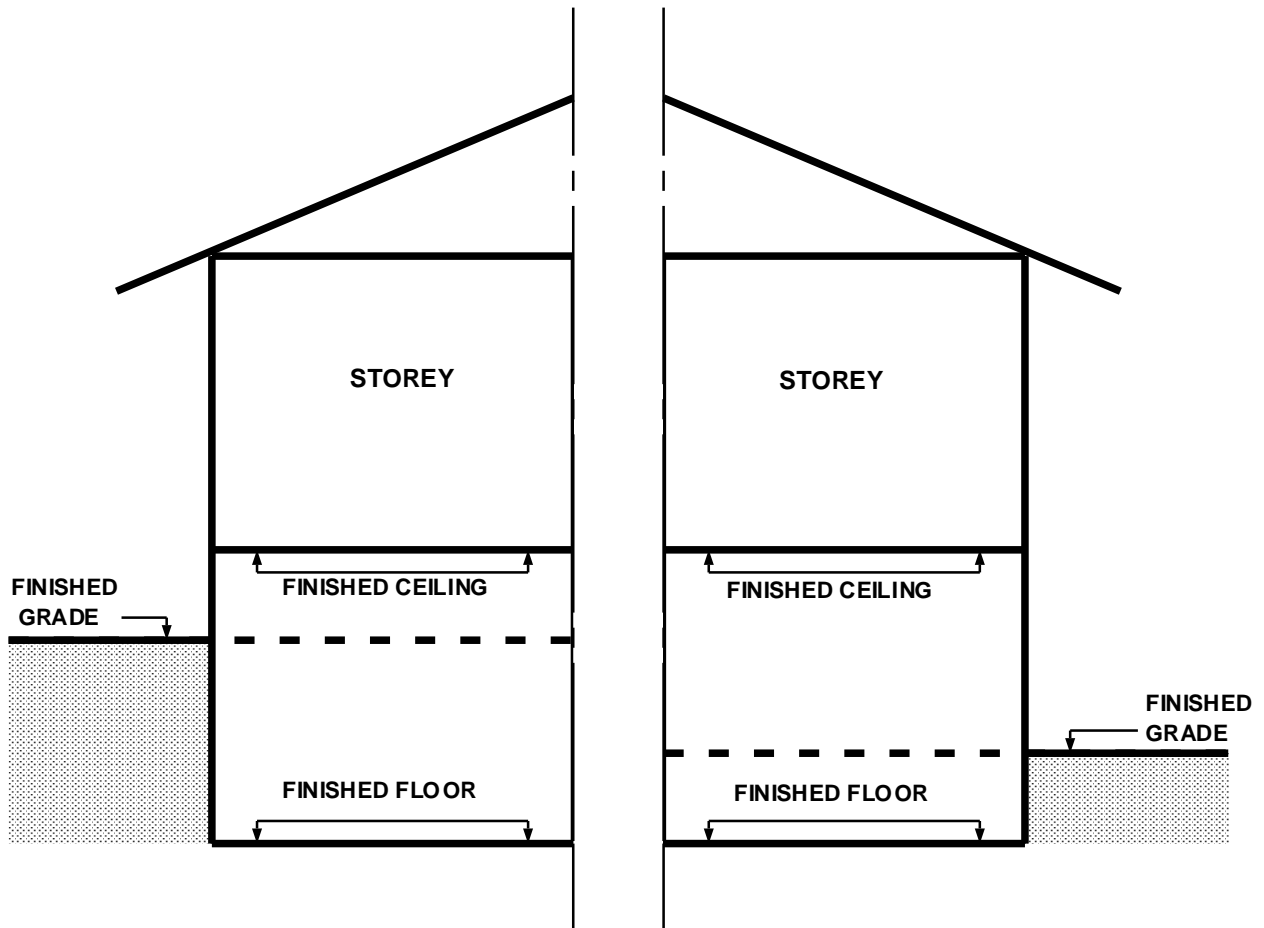 STOREY
STOREY
FINISHED CEILING
FINISHED CEILING
FINISHED
GRADE
FINISHED
GRADE
FINISHED FLOOR
FINISHED FLOOR